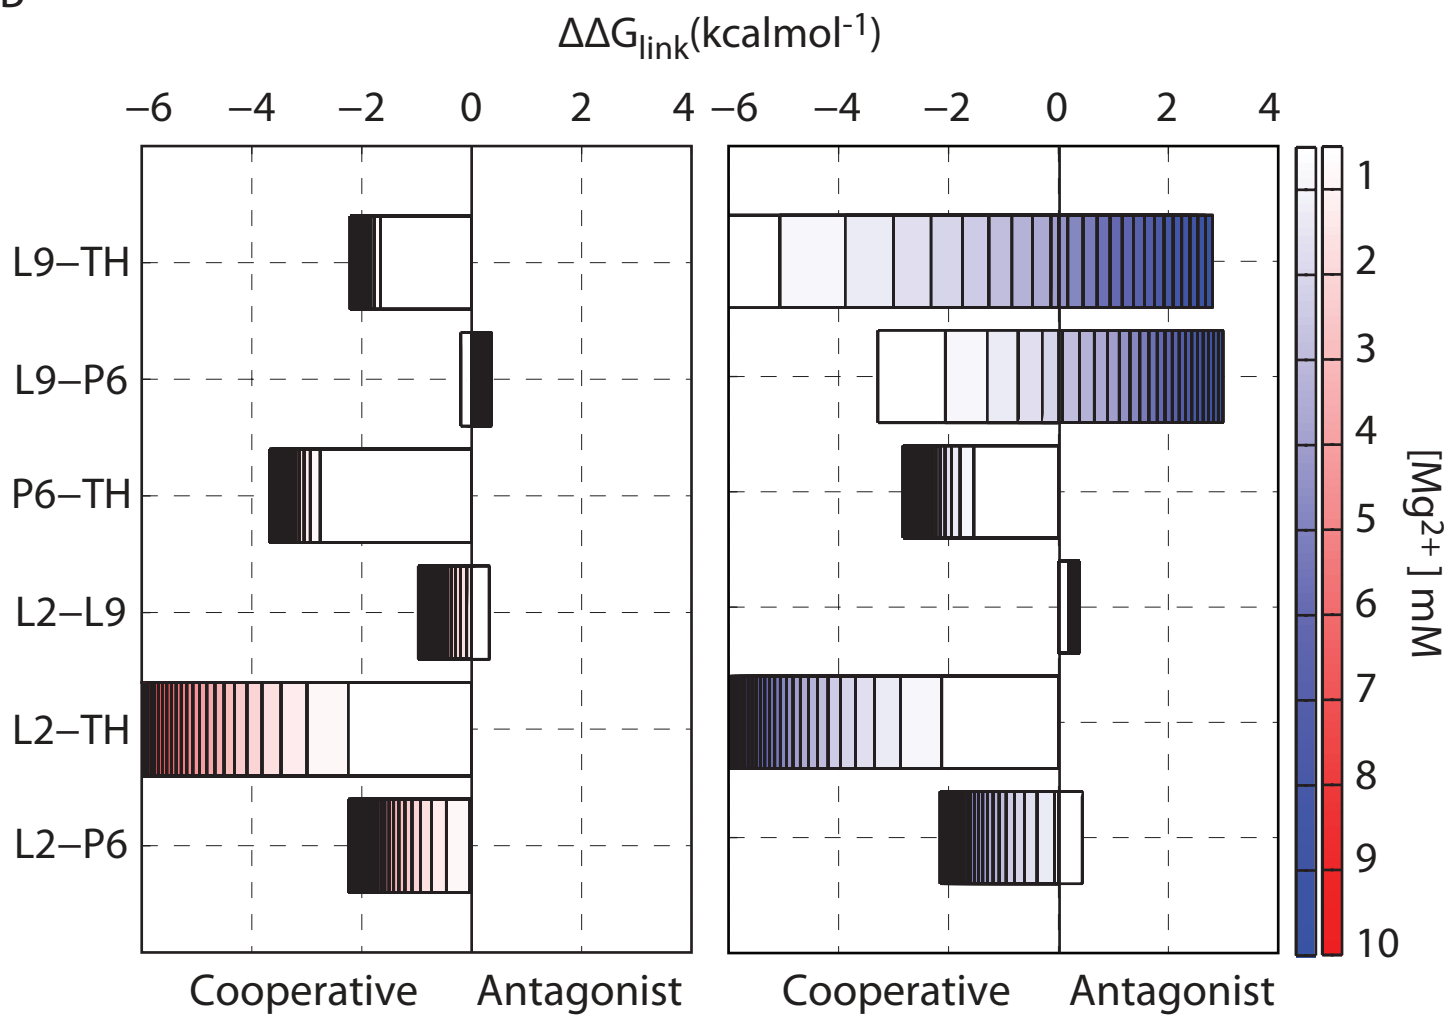 ΔΔG_link(kcalmol⁻¹)
−6 −4 −2 0 2 4 −6 −4 −2 0 2 4
L9−TH
L9−P6
P6−TH
L2−L9
L2−TH
L2−P6
1
2
3
4
5
6
7
8
9
10
[Mg²⁺] mM
Cooperative Antagonist Cooperative Antagonist